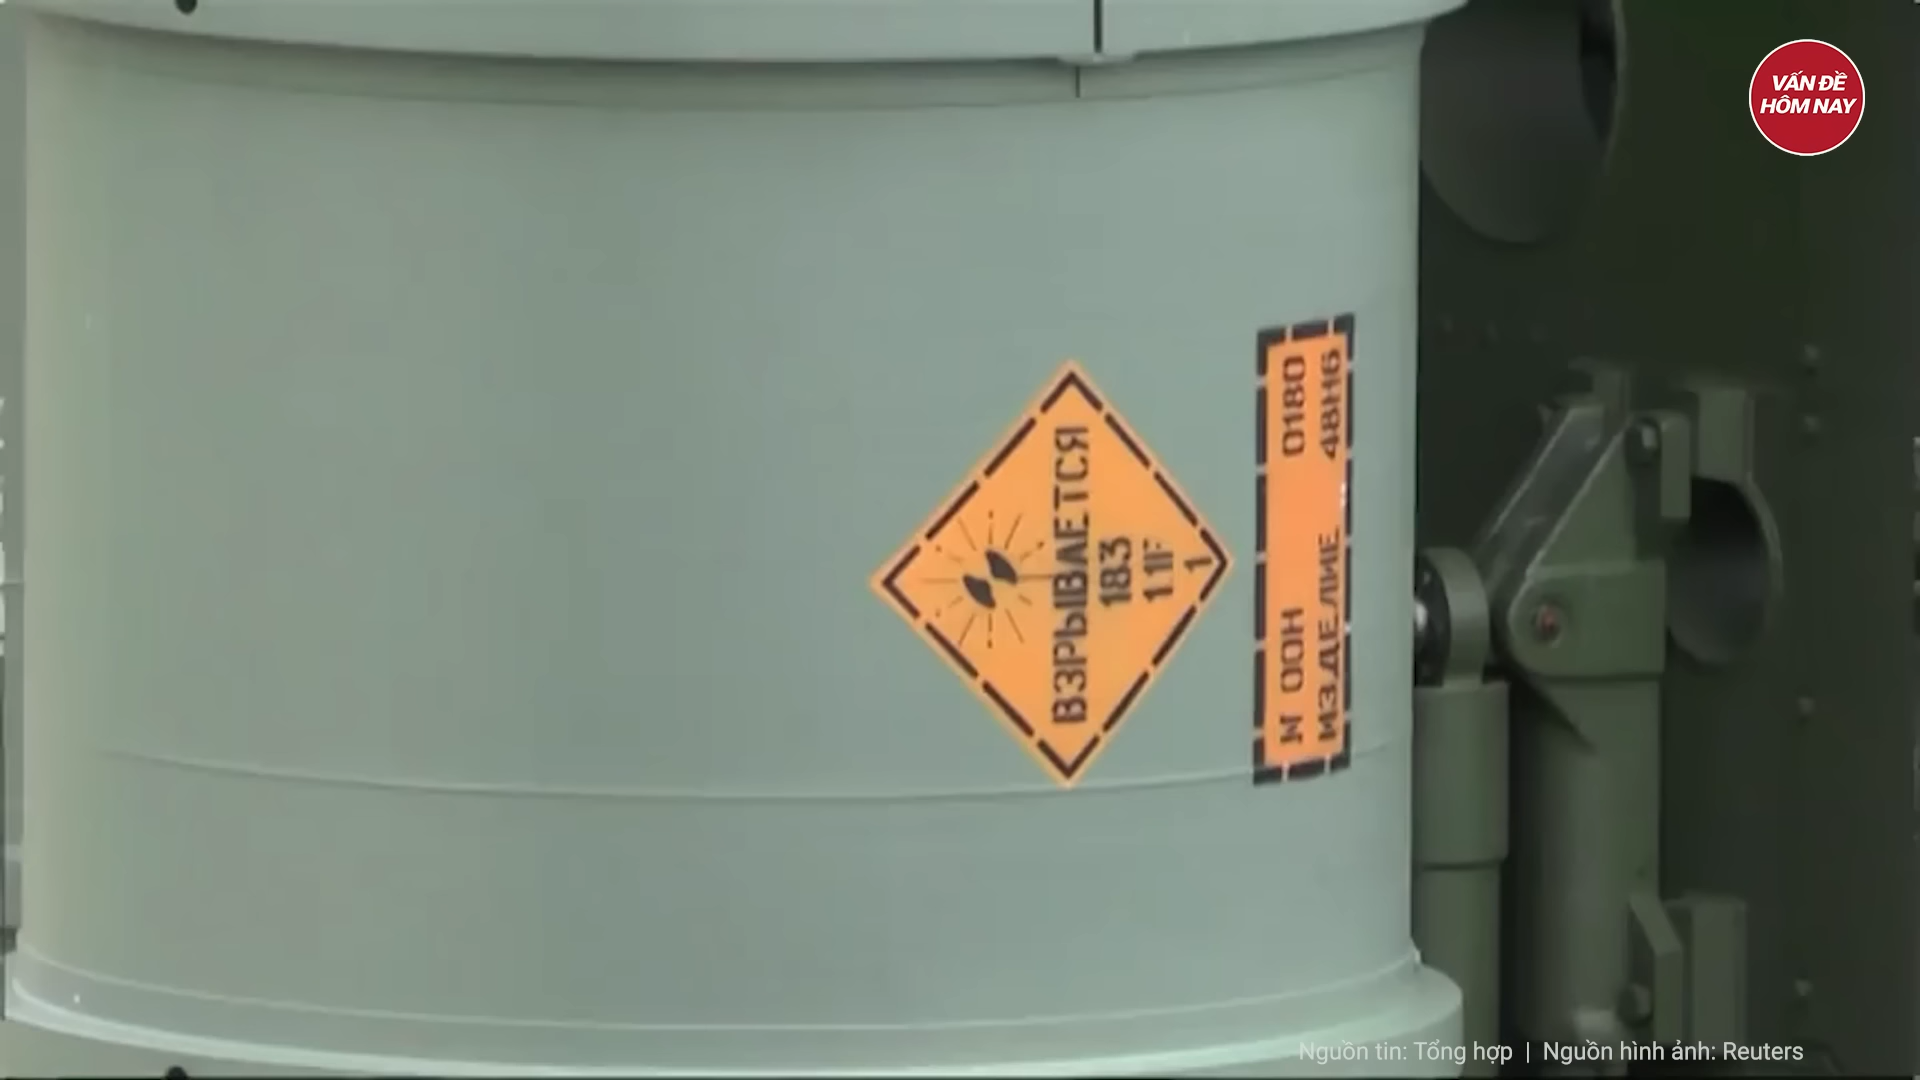 VẤN ĐỀ
HÔM NAY
ВЗРЫВАЕТСЯ
183
1.1F
1
N ООН 0180
ИЗДЕЛИЕ 48Н6
Nguồn tin: Tổng hợp | Nguồn hình ảnh: Reuters